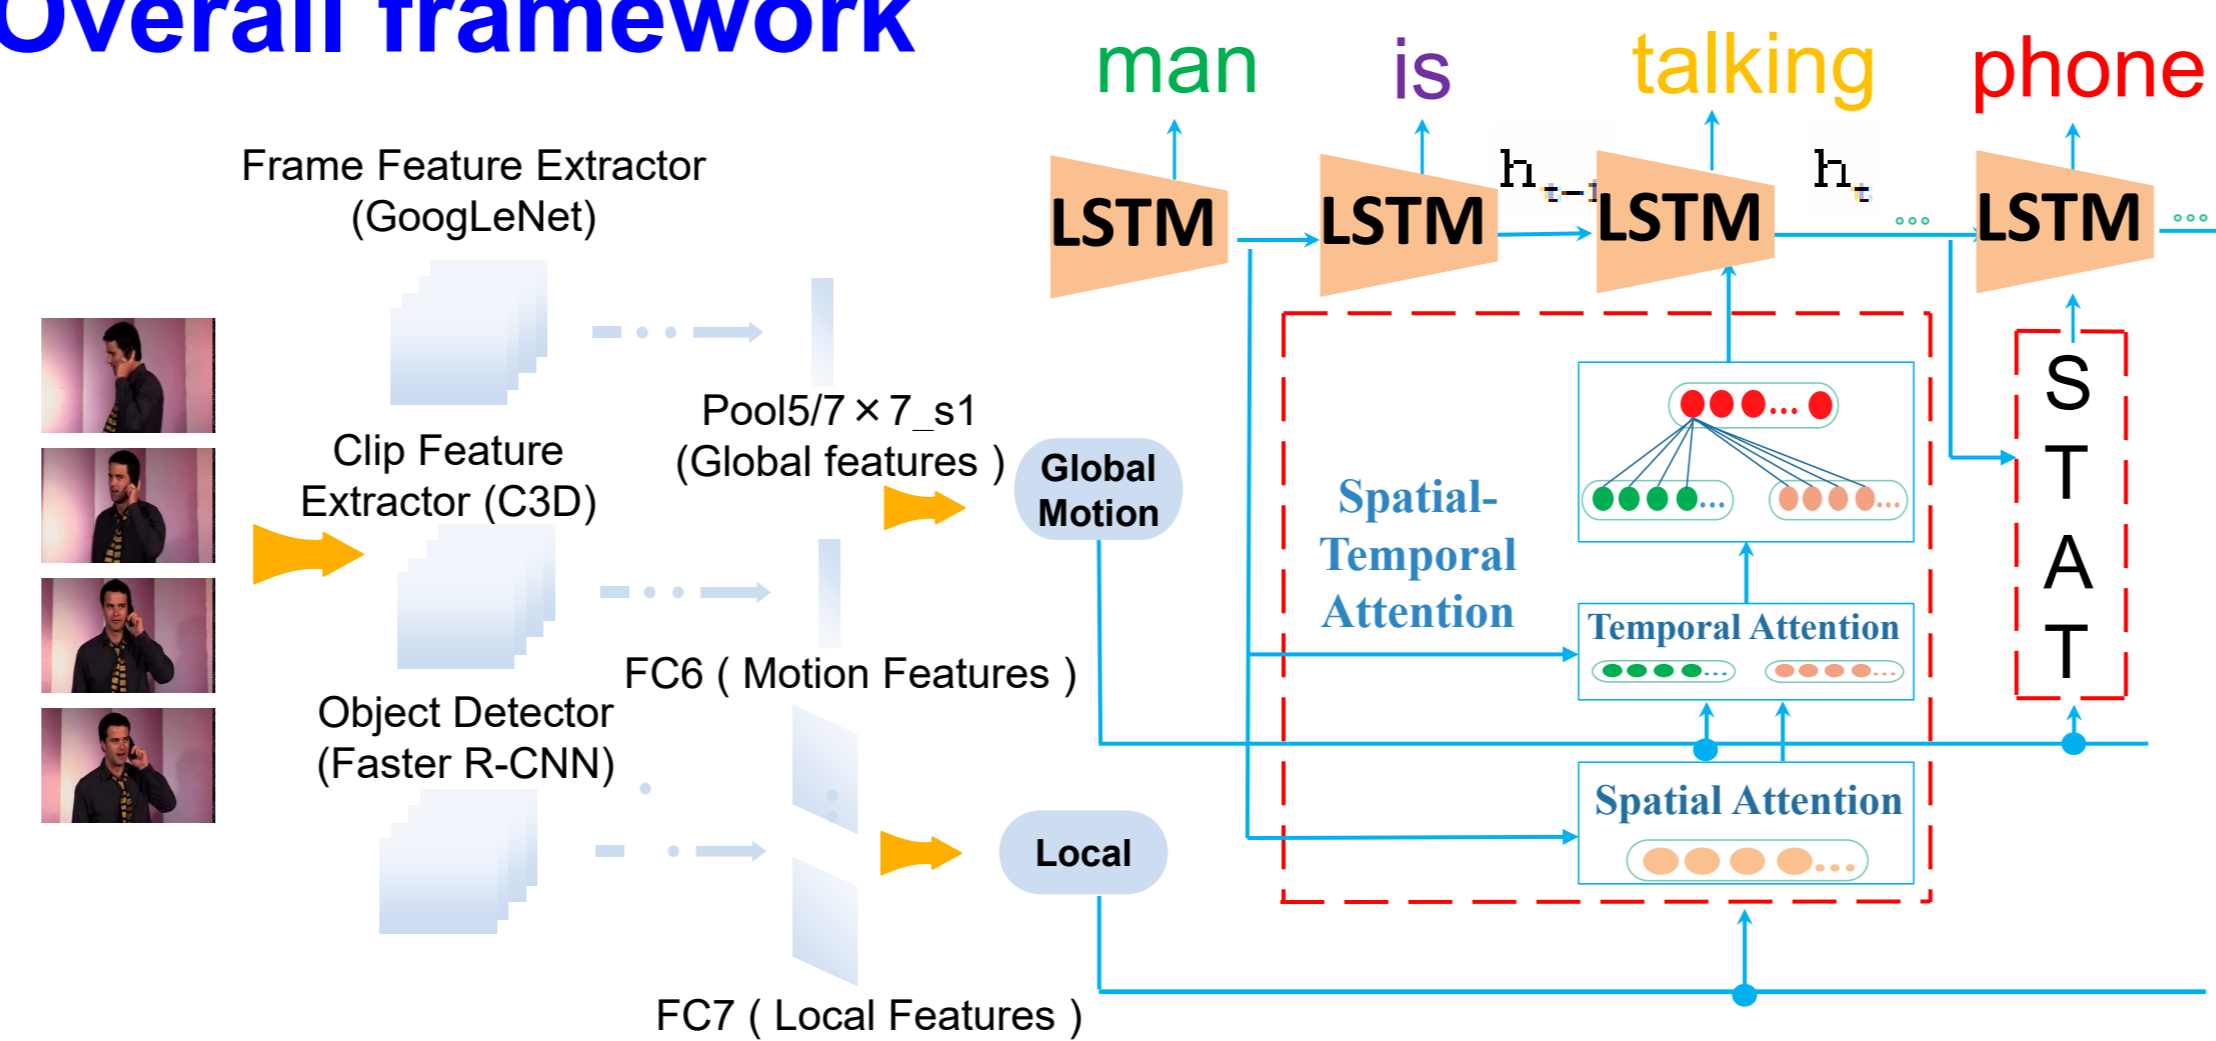 Overall framework
man
is
talking
phone
Frame Feature Extractor
(GoogLeNet)
LSTM
LSTM
h
LSTM
h t
...
LSTM
...
Pool5/7×7_s1
(Global features )
Clip Feature
Extractor (C3D)
Global
Motion
FC6 ( Motion Features )
Object Detector
(Faster R-CNN)
Local
FC7 ( Local Features )
Spatial-
Temporal
Attention
...
...
...
Temporal Attention
...
...
Spatial Attention
...
S
T
A
T